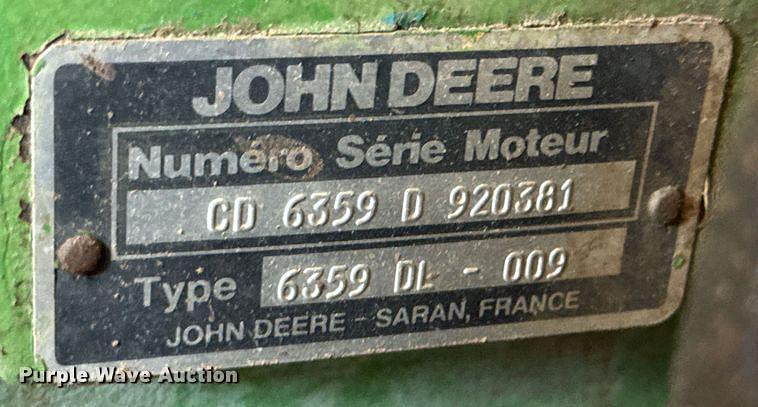 JOHN DEERE
Numéro Série Moteur
CD 6359 D 920381
Type 6359 DL - 009
JOHN DEERE - SARAN, FRANCE
Purple Wave Auction